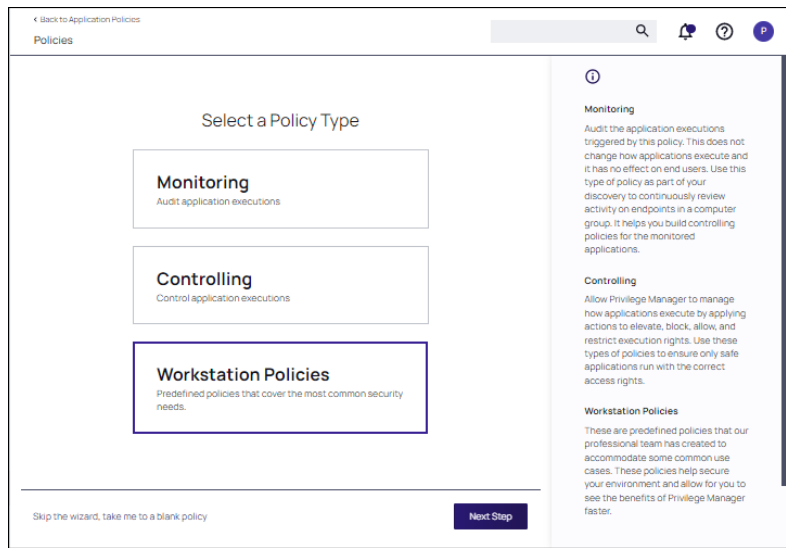 Back to Application Policies
Policies
P
Select a Policy Type
Monitoring
Audit application executions
Controlling
Control application executions
Workstation Policies
Predefined policies that cover the most common security
needs.
Skip the wizard, take me to a blank policy
Next Step
Monitoring
Audit the application executions
triggered by this policy. This does not
change how applications execute and
it has no effect on end users. Use this
type of policy as part of your
discovery to continuously review
activity on endpoints in a computer
group. It helps you build controlling
policies for the monitored
applications.
Controlling
Allow Privilege Manager to manage
how applications execute by applying
actions to elevate, block, allow, and
restrict execution rights. Use these
types of policies to ensure only safe
applications run with the correct
access rights.
Workstation Policies
These are predefined policies that our
professional team has created to
accommodate some common use
cases. These policies help secure
your environment and allow for you to
see the benefits of Privilege Manager
faster.